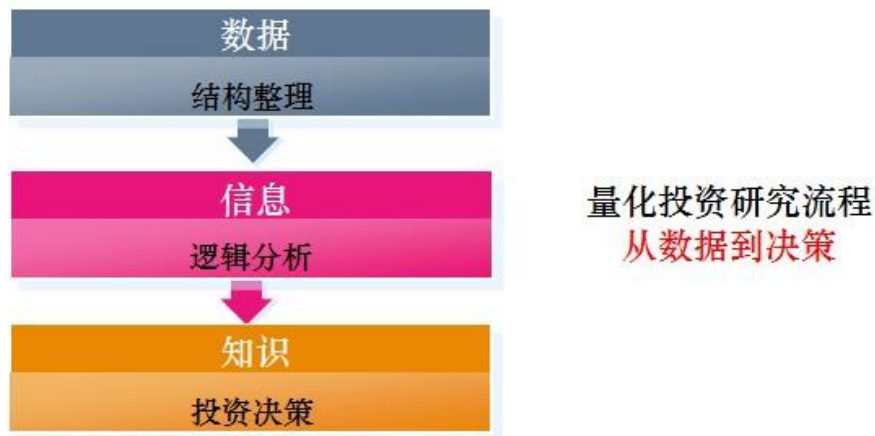 数据
结构整理
信息
逻辑分析
知识
投资决策
量化投资研究流程
从数据到决策